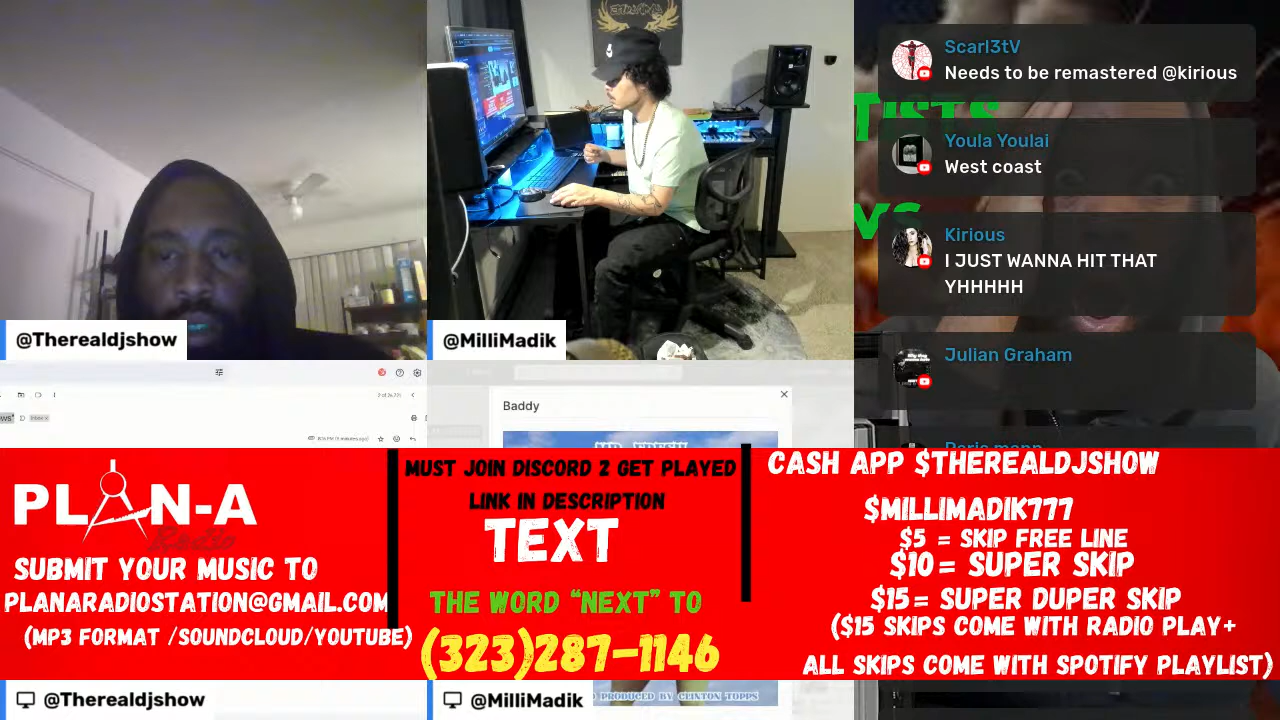 @Therealdjshow
@MilliMadik
Scarl3tV
Needs to be remastered @kirious
Youla Youlai
West coast
Kirious
I JUST WANNA HIT THAT
YHHHHH
Julian Graham
Baddy
PLAN-A
Radio
SUBMIT YOUR MUSIC TO
PLANARADIOSTATION@GMAIL.COM
(MP3 FORMAT /SOUNDCLOUD/YOUTUBE)
MUST JOIN DISCORD 2 GET PLAYED
LINK IN DESCRIPTION
TEXT
THE WORD “NEXT” TO
(323)287-1146
CASH APP $THEREALDJSHOW
$MILLIMADIK777
$5 = SKIP FREE LINE
$10 = SUPER SKIP
$15= SUPER DUPER SKIP
($15 SKIPS COME WITH RADIO PLAY+
ALL SKIPS COME WITH SPOTIFY PLAYLIST)
@Therealdjshow
@MilliMadik
PRODUCED BY CLINTON TOPPS